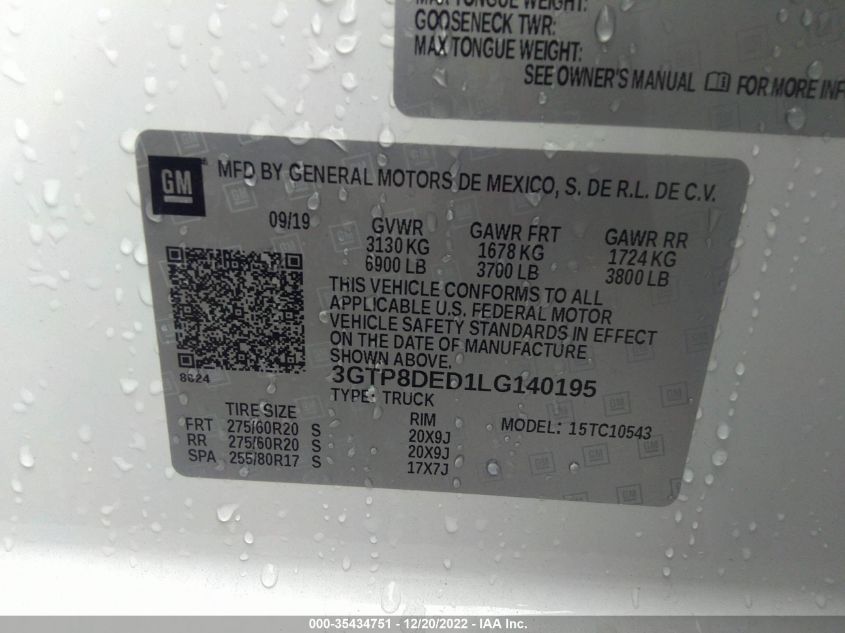 MAX TONGUE WEIGHT:
GOOSENECK TWR:
MAX TONGUE WEIGHT:
SEE OWNER'S MANUAL FOR MORE INF
GM
MFD BY GENERAL MOTORS DE MEXICO, S. DE R.L. DE C.V.
09/19 GVWR GAWR FRT GAWR RR
3130 KG 1678 KG 1724 KG
6900 LB 3700 LB 3800 LB
THIS VEHICLE CONFORMS TO ALL
APPLICABLE U.S. FEDERAL MOTOR
VEHICLE SAFETY STANDARDS IN EFFECT
ON THE DATE OF MANUFACTURE
SHOWN ABOVE.
8624
3GTP8DED1LG140195
TYPE: TRUCK
TIRE SIZE RIM MODEL: 15TC10543
FRT 275/60R20 S 20X9J
RR 275/60R20 S 20X9J
SPA 255/80R17 S 17X7J
000-35434751 - 12/20/2022 - IAA Inc.